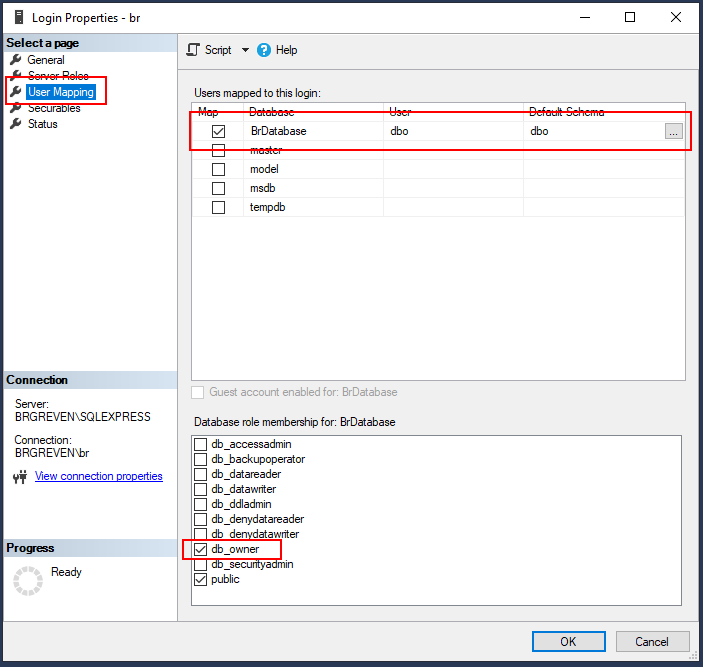 Login Properties - br
Select a page
General
Server Roles
User Mapping
Securables
Status
Script
Help
Users mapped to this login:
Map Database User Default Schema
BrDatabase dbo dbo ...
master
model
msdb
tempdb
Guest account enabled for: BrDatabase
Database role membership for: BrDatabase
db_accessadmin
db_backupoperator
db_datareader
db_datawriter
db_ddladmin
db_denydatareader
db_denydatawriter
db_owner
db_securityadmin
public
Connection
Server:
BRGREVEN\SQLEXPRESS
Connection:
BRGREVEN\br
View connection properties
Progress
Ready
OK
Cancel